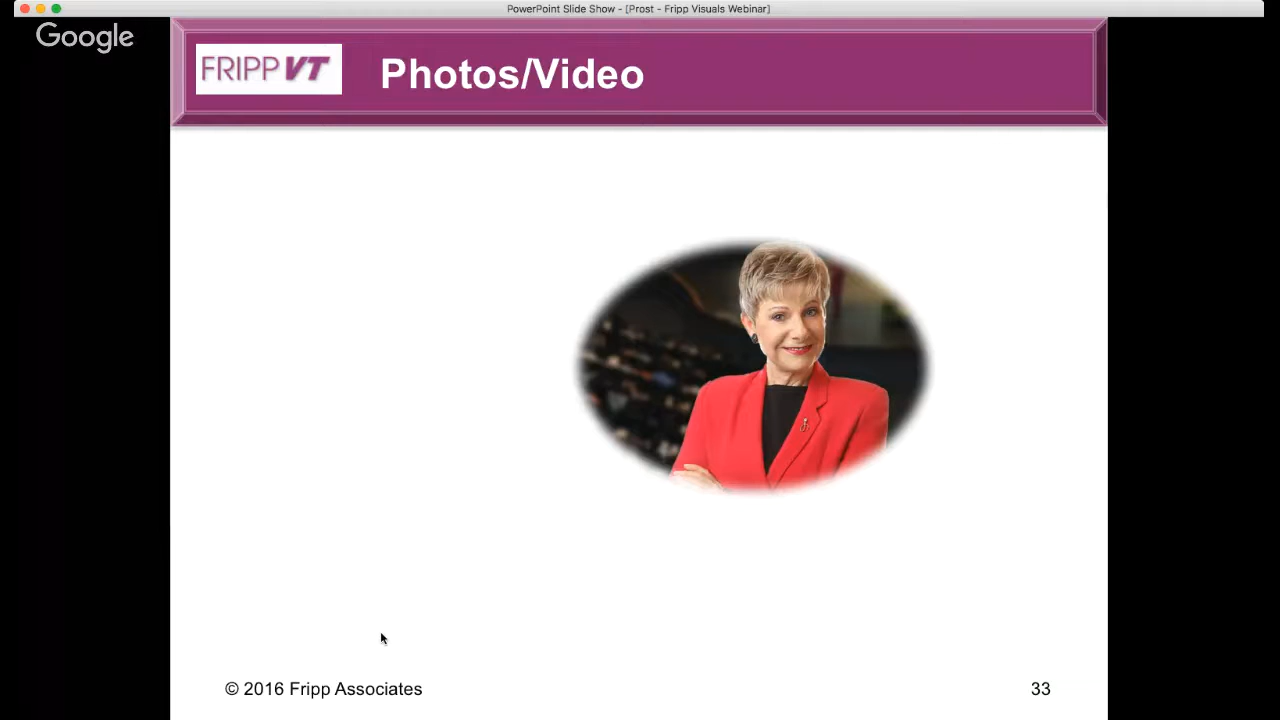 PowerPoint Slide Show - [Prost - Fripp Visuals Webinar]
Google
FRIPP VT
Photos/Video
© 2016 Fripp Associates
33